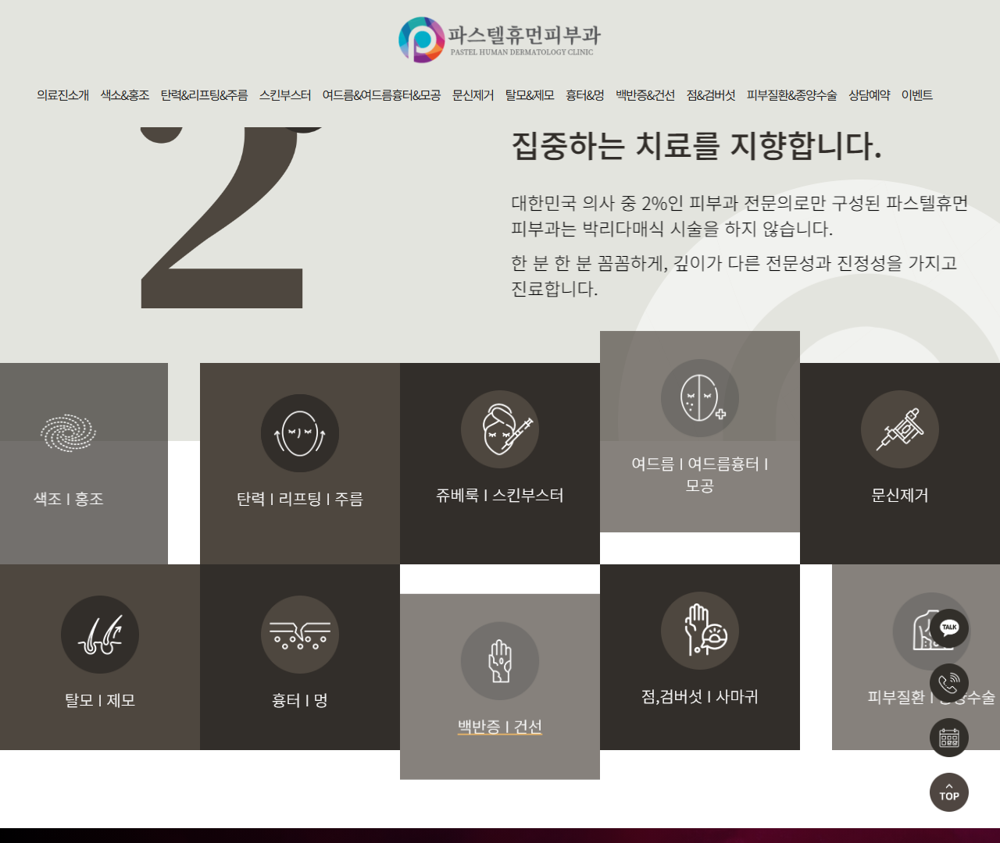 파스텔휴먼피부과
PASTEL HUMAN DERMATOLOGY CLINIC
의료진소개 색소&홍조 탄력&리프팅&주름 스킨부스터 여드름&여드름흉터&모공 문신제거 탈모&제모 흉터&멍 백반증&건선 점&검버섯 피부질환&종양수술 상담예약 이벤트
2
집중하는 치료를 지향합니다.
대한민국 의사 중 2%인 피부과 전문의로만 구성된 파스텔휴먼
피부과는 박리다매식 시술을 하지 않습니다.
한 분 한 분 꼼꼼하게, 깊이가 다른 전문성과 진정성을 가지고
진료합니다.
색조 l 홍조
탄력 l 리프팅 l 주름
쥬베룩 l 스킨부스터
여드름 l 여드름흉터 l
모공
문신제거
탈모 l 제모
흉터 l 멍
백반증 l 건선
점,검버섯 l 사마귀
피부질환 l 종양수술
TALK
TOP